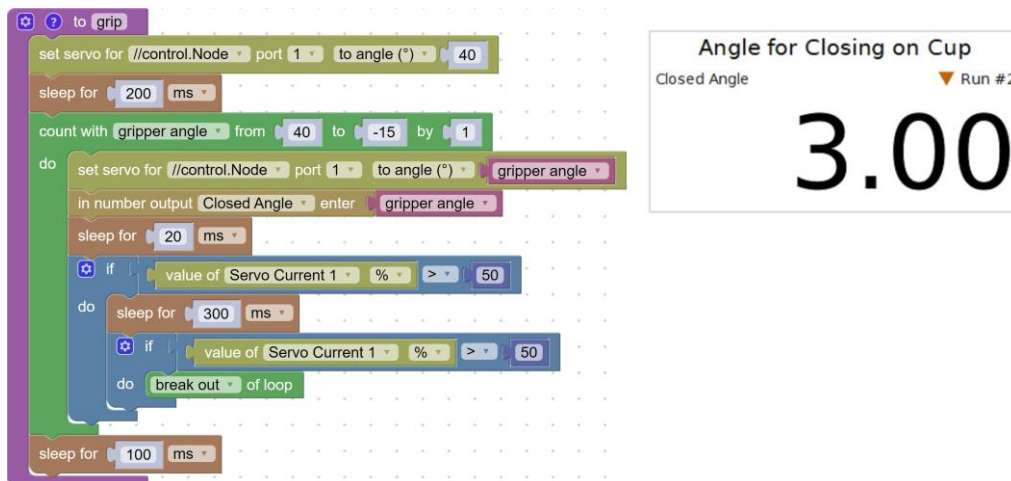 to grip
set servo for //control.Node port 1 to angle (°) 40
sleep for 200 ms
count with gripper angle from 40 to -15 by 1
do
set servo for //control.Node port 1 to angle (°) gripper angle
in number output Closed Angle enter gripper angle
sleep for 20 ms
if value of Servo Current 1 % > 50
do
sleep for 300 ms
if value of Servo Current 1 % > 50
do break out of loop
sleep for 100 ms
Angle for Closing on Cup
Closed Angle ▼ Run #2
3.00